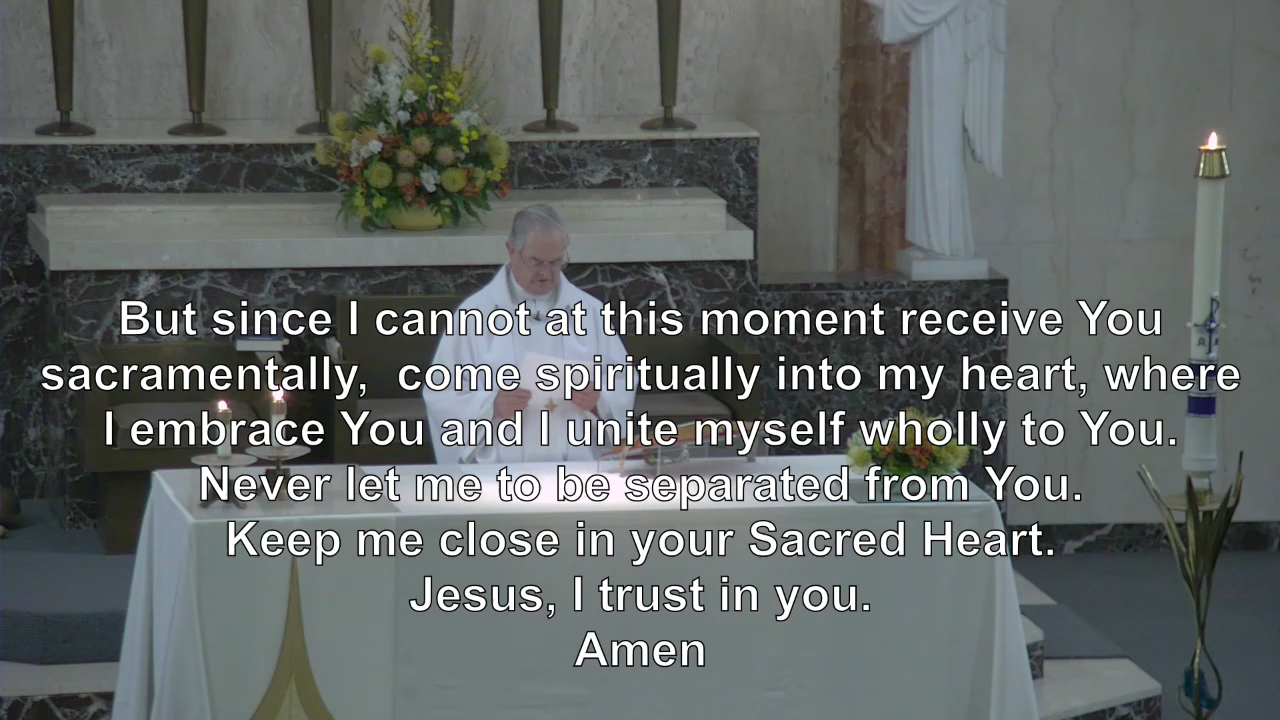 But since I cannot at this moment receive You
sacramentally,  come spiritually into my heart, where
I embrace You and I unite myself wholly to You.
Never let me to be separated from You.
Keep me close in your Sacred Heart.
Jesus, I trust in you.
Amen